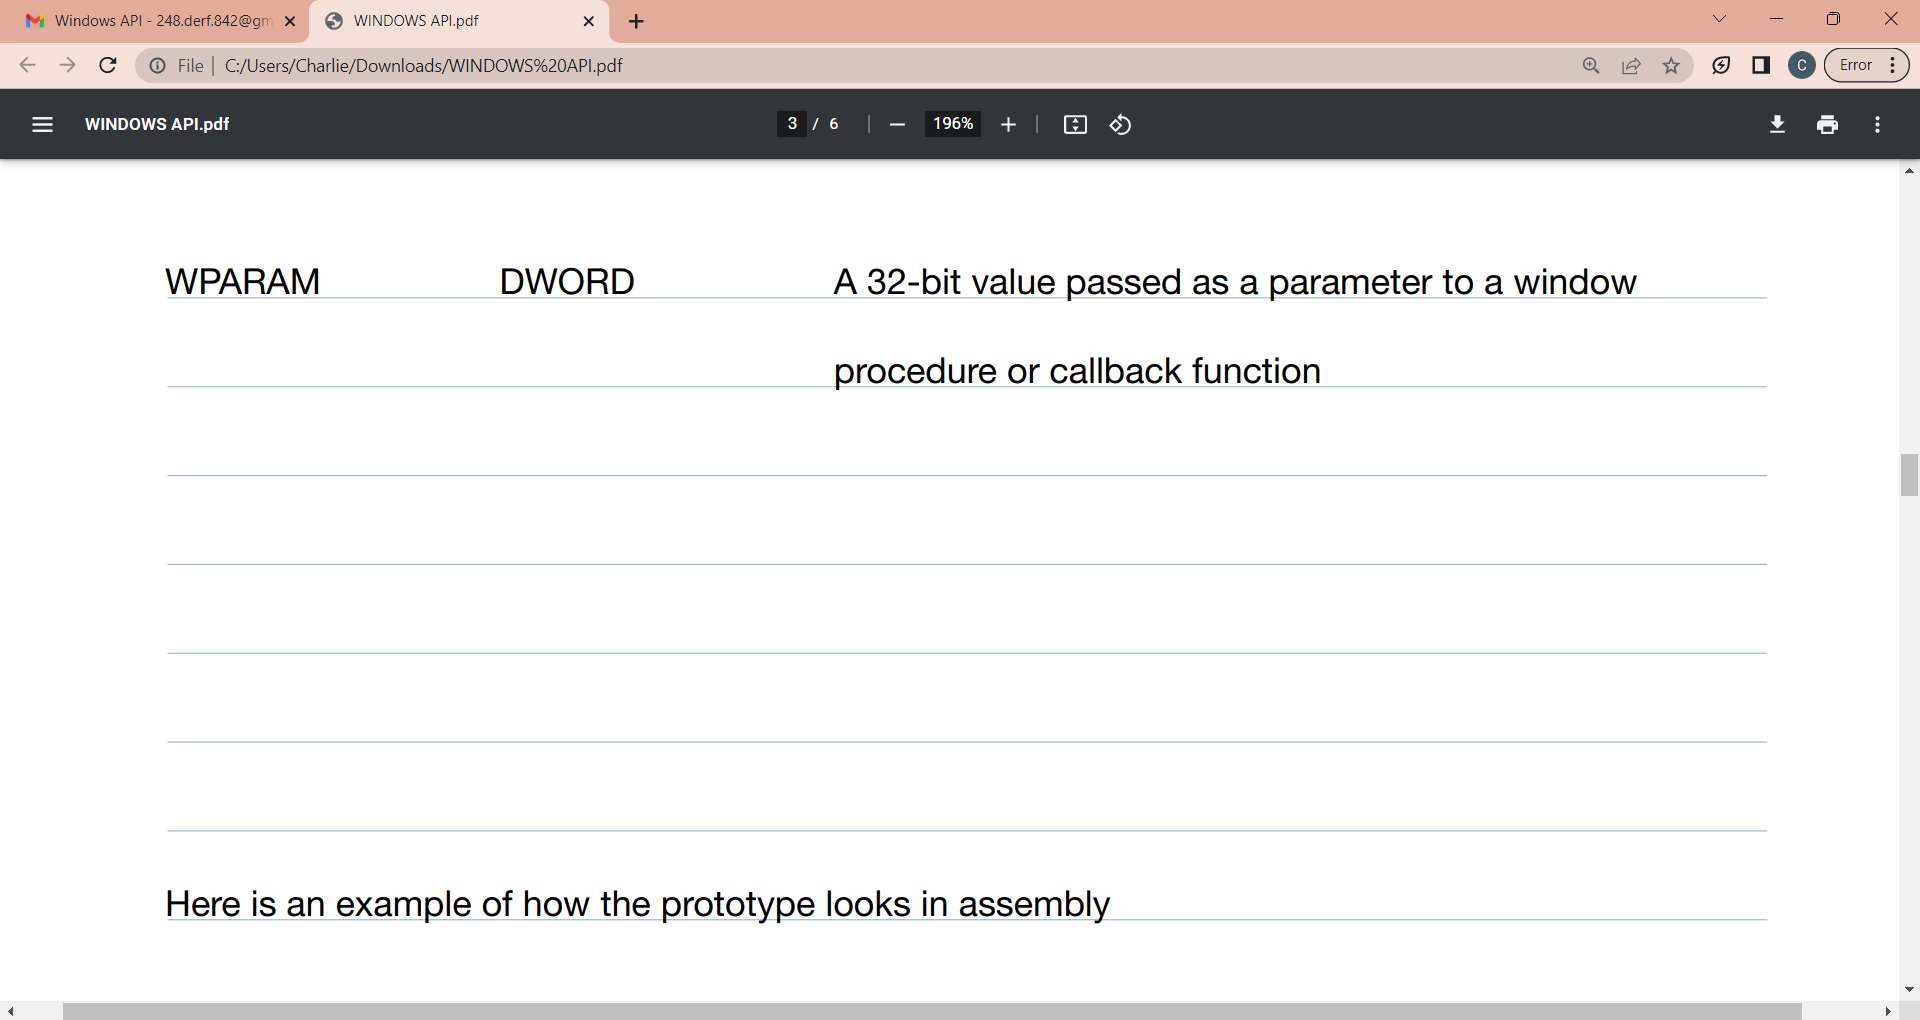 Windows API - 248.derf.842@gm
WINDOWS API.pdf
File | C:/Users/Charlie/Downloads/WINDOWS%20API.pdf
C
Error
WINDOWS API.pdf
3 / 6
196%
WPARAM DWORD A 32-bit value passed as a parameter to a window
procedure or callback function
Here is an example of how the prototype looks in assembly